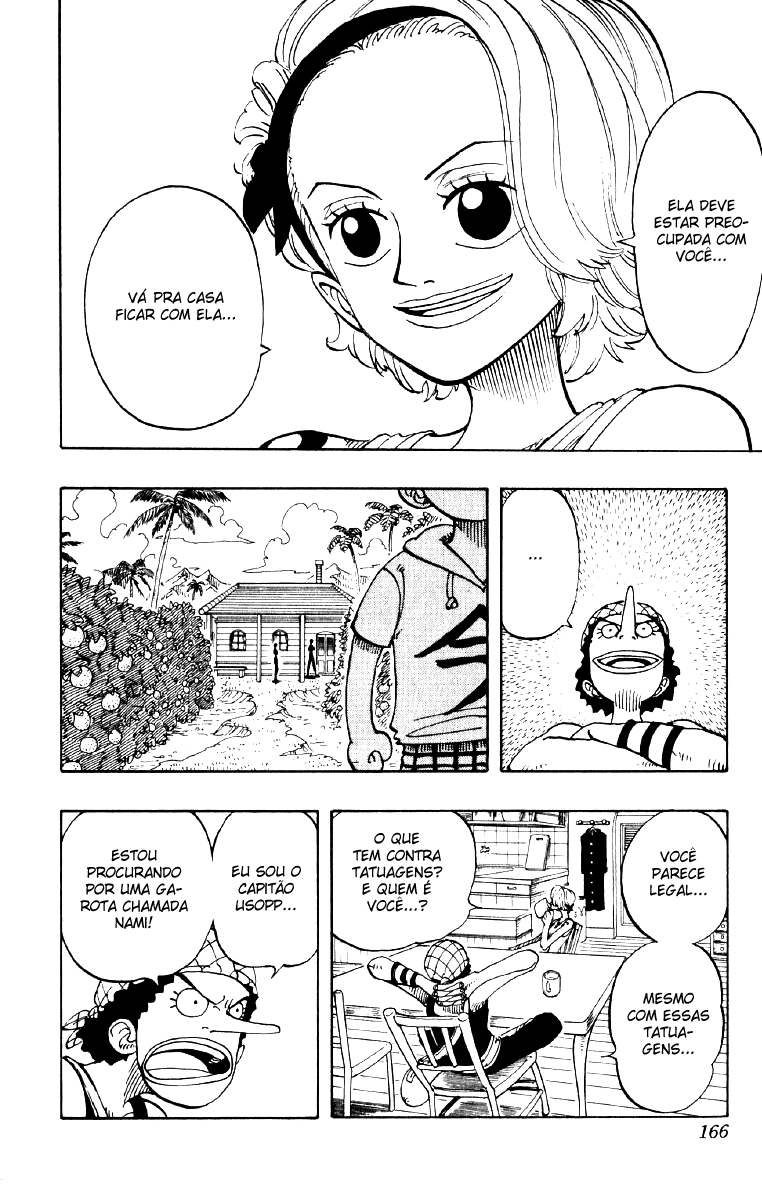 ELA DEVE
ESTAR PREO-
CUPADA COM
VOCÊ...
VÁ PRA CASA
FICAR COM ELA...
...
VOCÊ
PARECE
LEGAL...
MESMO
COM ESSAS
TATUA-
GENS...
O QUE
TEM CONTRA
TATUAGENS?
E QUEM É
VOCÊ...?
EU SOU O
CAPITÃO
USOPP...
ESTOU
PROCURANDO
POR UMA GA-
ROTA CHAMADA
NAMI!
166